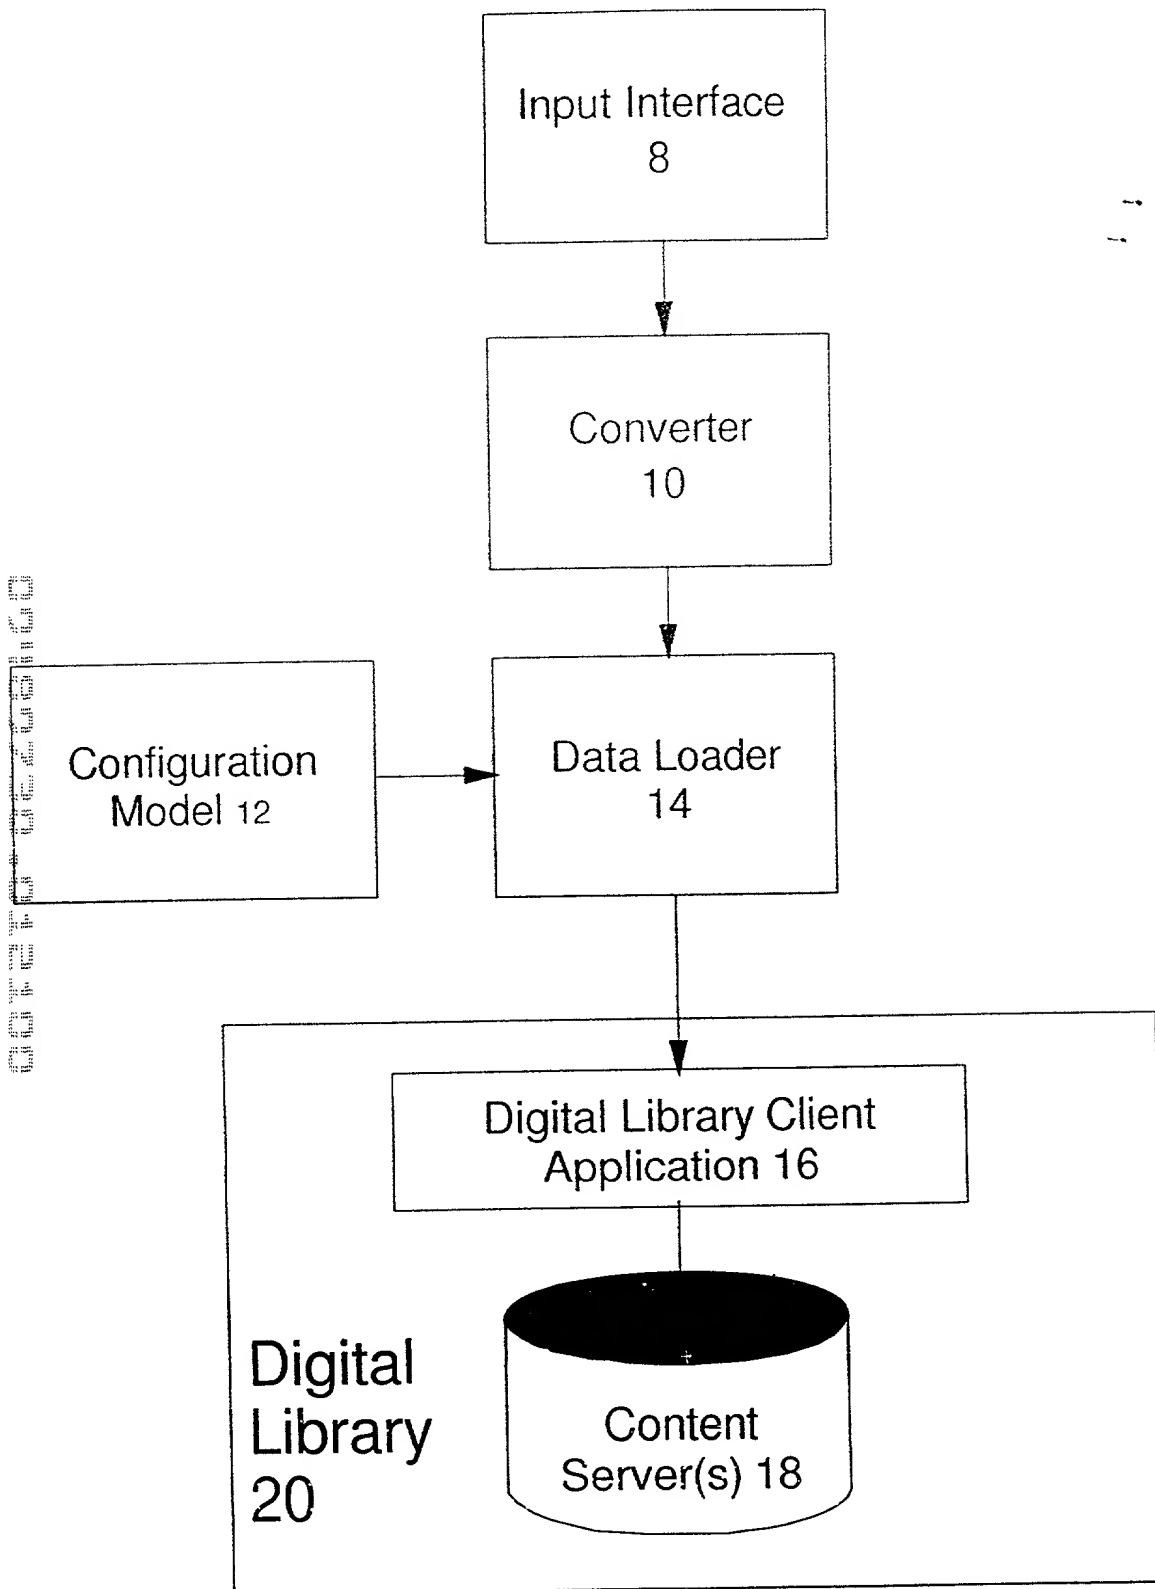 Input Interface
8
Converter
10
Configuration
Model 12
Data Loader
14
Digital Library Client
Application 16
Digital
Library
20
Content
Server(s) 18